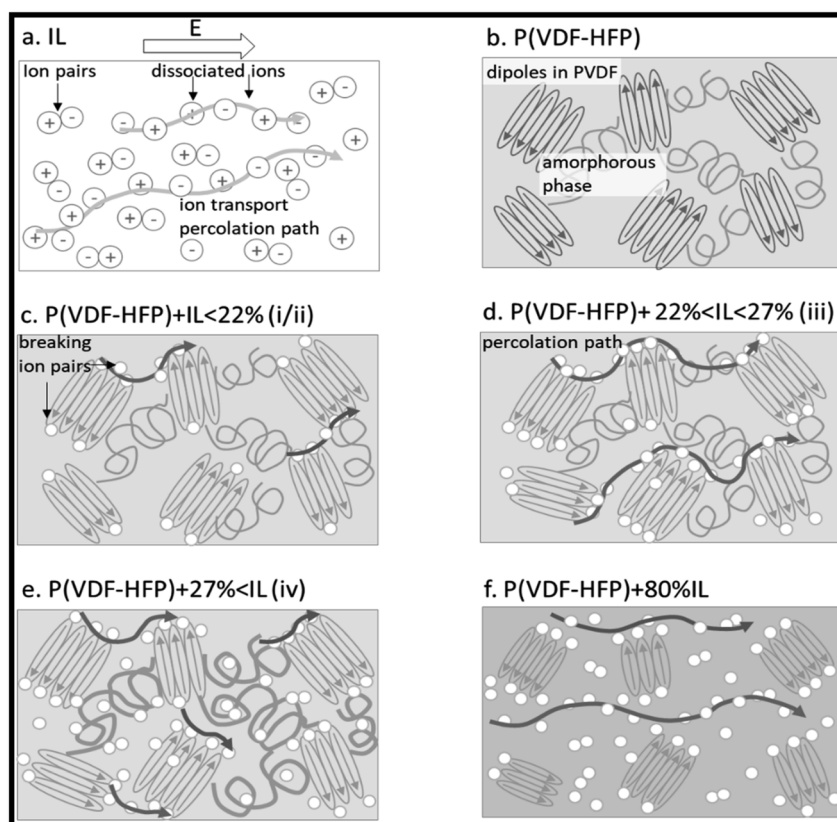 a. IL
E
Ion pairs
dissociated ions
ion transport
percolation path
b. P(VDF-HFP)
dipoles in PVDF
amorphorous
phase
c. P(VDF-HFP)+IL<22% (i/ii)
breaking
ion pairs
d. P(VDF-HFP)+ 22%<IL<27% (iii)
percolation path
e. P(VDF-HFP)+27%<IL (iv)
f. P(VDF-HFP)+80%IL